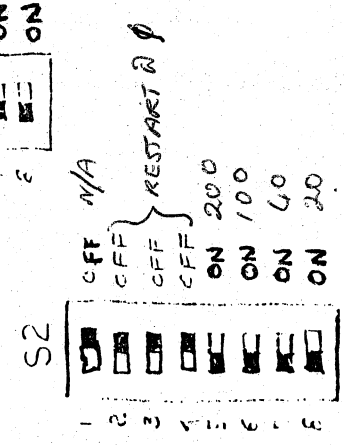 ON
8 ON
S2
1 OFF N/A
2 OFF
3 OFF RESTART @ Ø
4 OFF
5 ON 200
6 ON 100
7 ON 40
8 ON 20